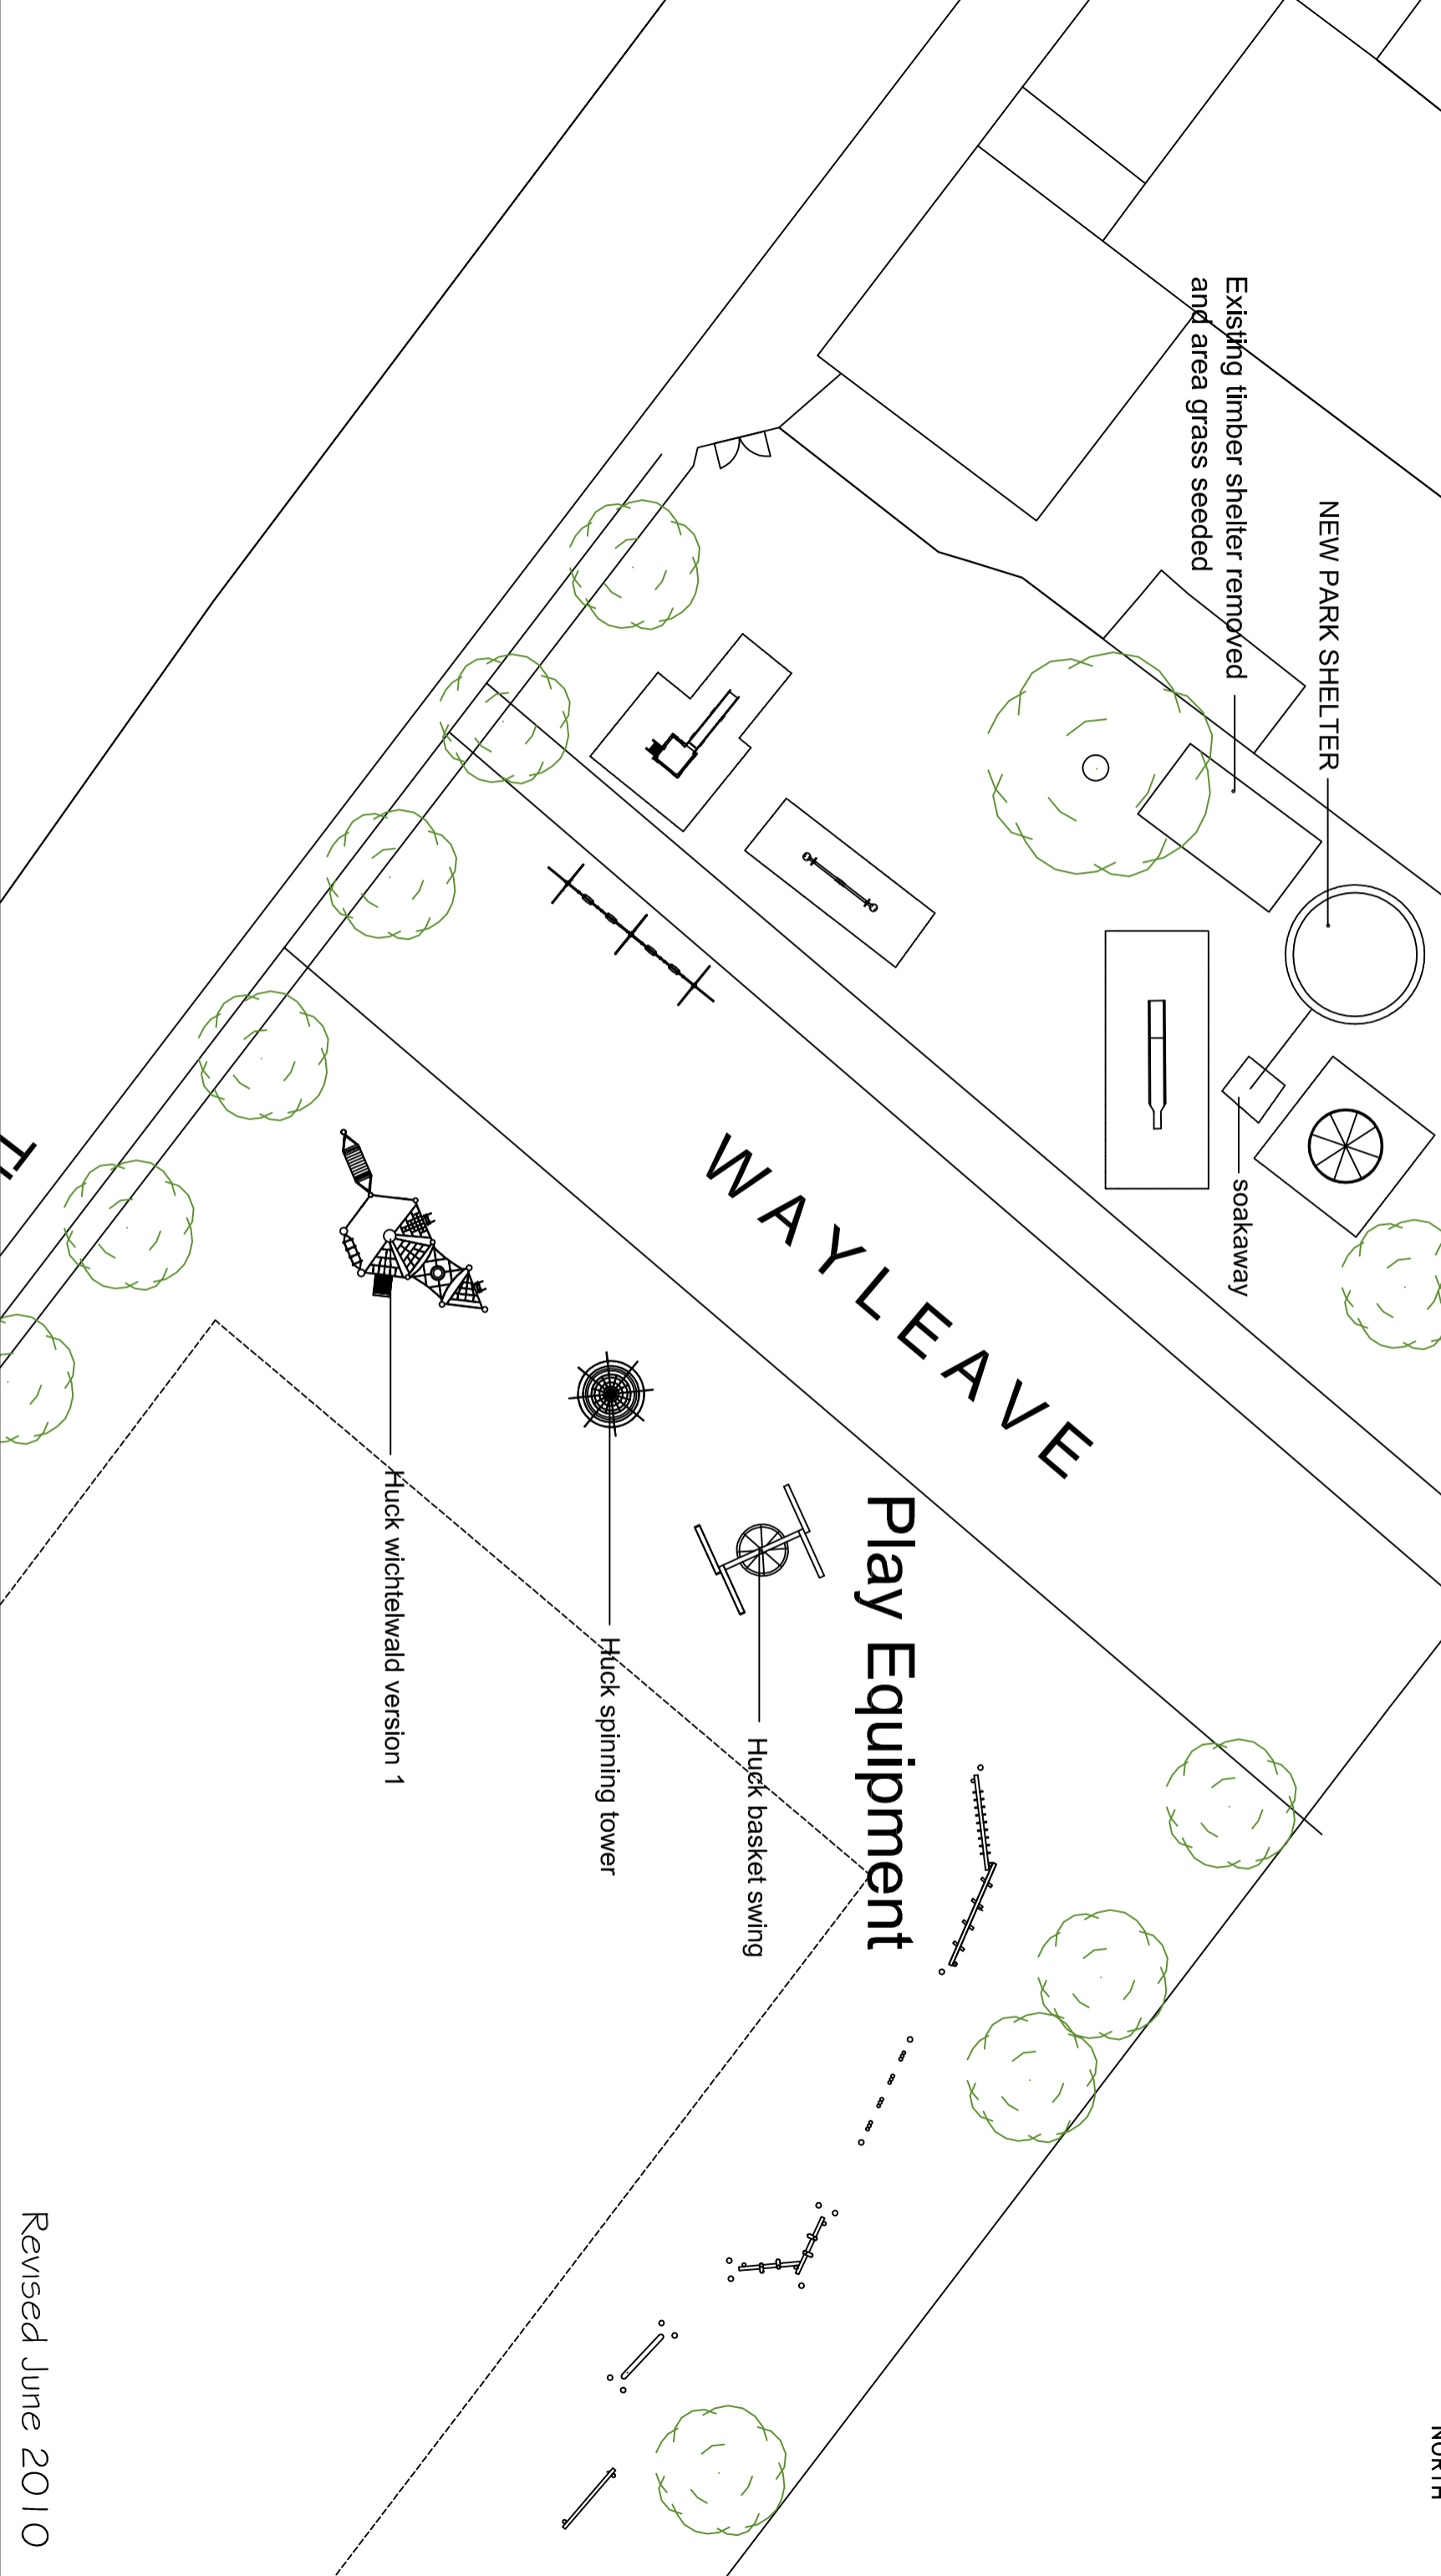 NEW PARK SHELTER
Existing timber shelter removed
and area grass seeded
soakaway
WAYLEAVE
Play Equipment
Huck basket swing
Huck spinning tower
Huck wichtelwald version 1
NORTH
Revised June 2010